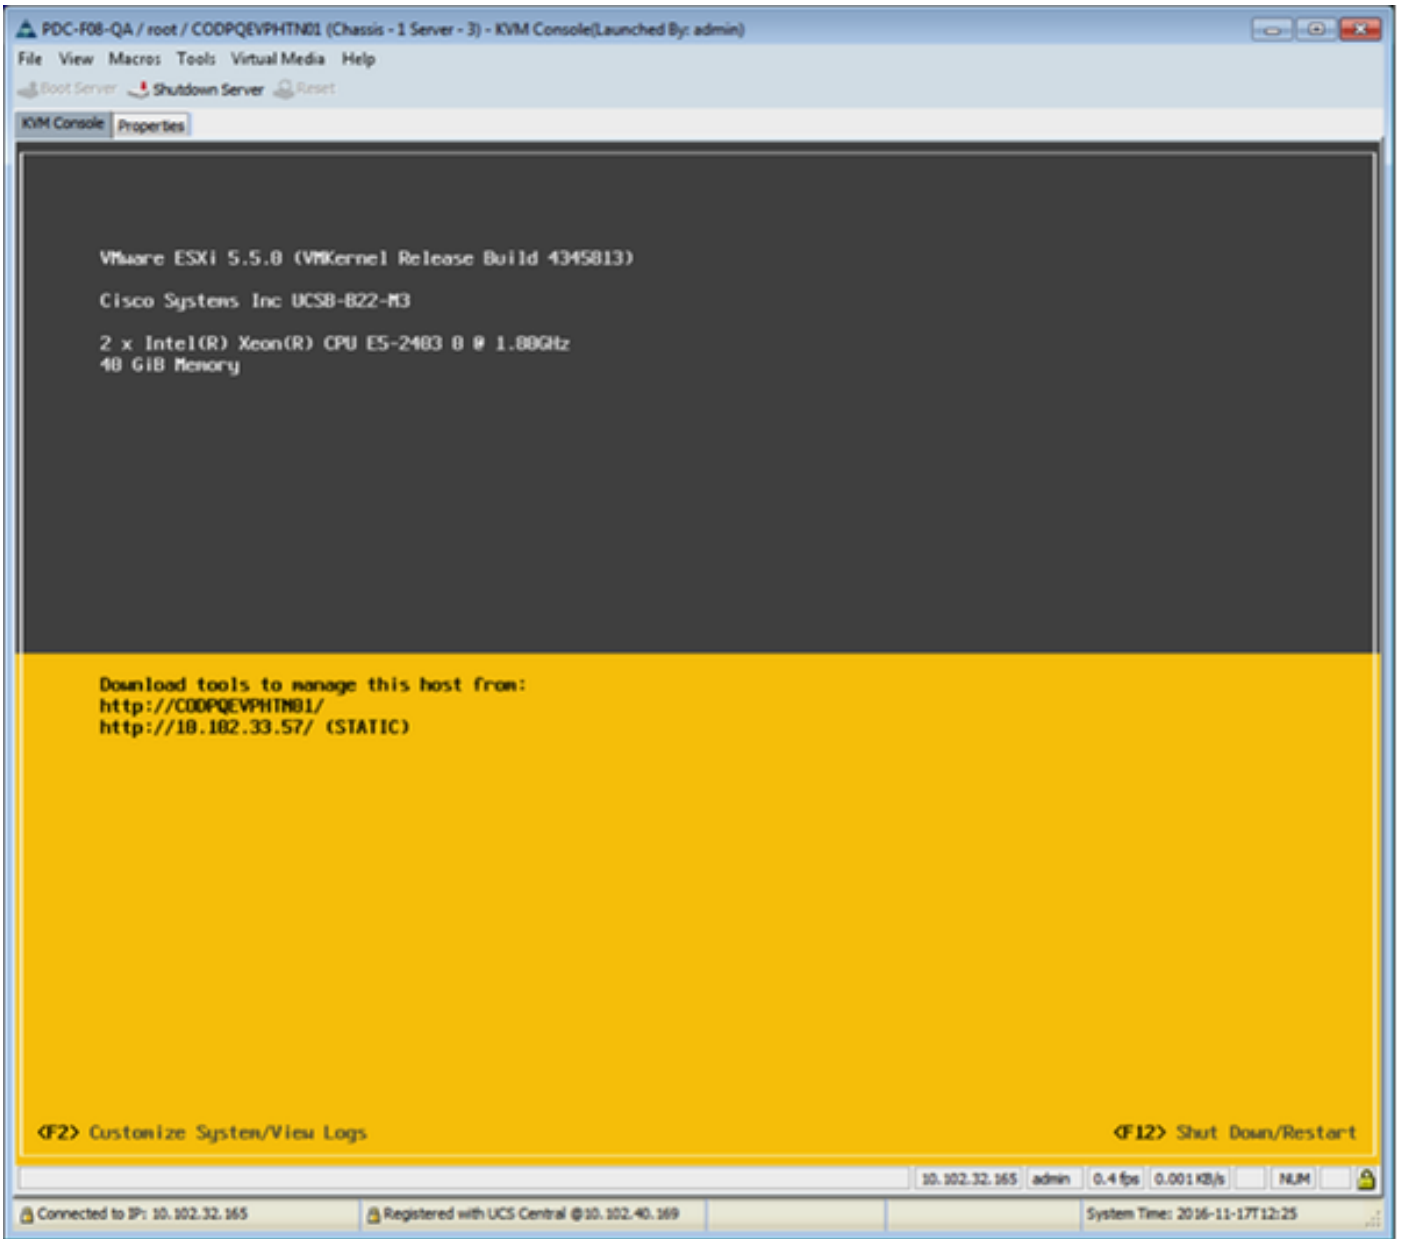 PDC-F08-QA / root / CODPQEVPHTN01 (Chassis - 1 Server - 3) - KVM Console(Launched By: admin)
File View Macros Tools Virtual Media Help
Boot Server Shutdown Server Reset
KVM Console Properties
VMware ESXi 5.5.0 (VMKernel Release Build 4345813)
Cisco Systems Inc UCSB-B22-M3
2 x Intel(R) Xeon(R) CPU E5-2403 0 @ 1.80GHz
40 GiB Memory
Download tools to manage this host from:
http://CODPQEVPHTN01/
http://10.102.33.57/ (STATIC)
<F2> Customize System/View Logs
<F12> Shut Down/Restart
10.102.32.165 admin 0.4 fps 0.001 KB/s NUM
Connected to IP: 10.102.32.165 Registered with UCS Central @10.102.40.169 System Time: 2016-11-17T12:25